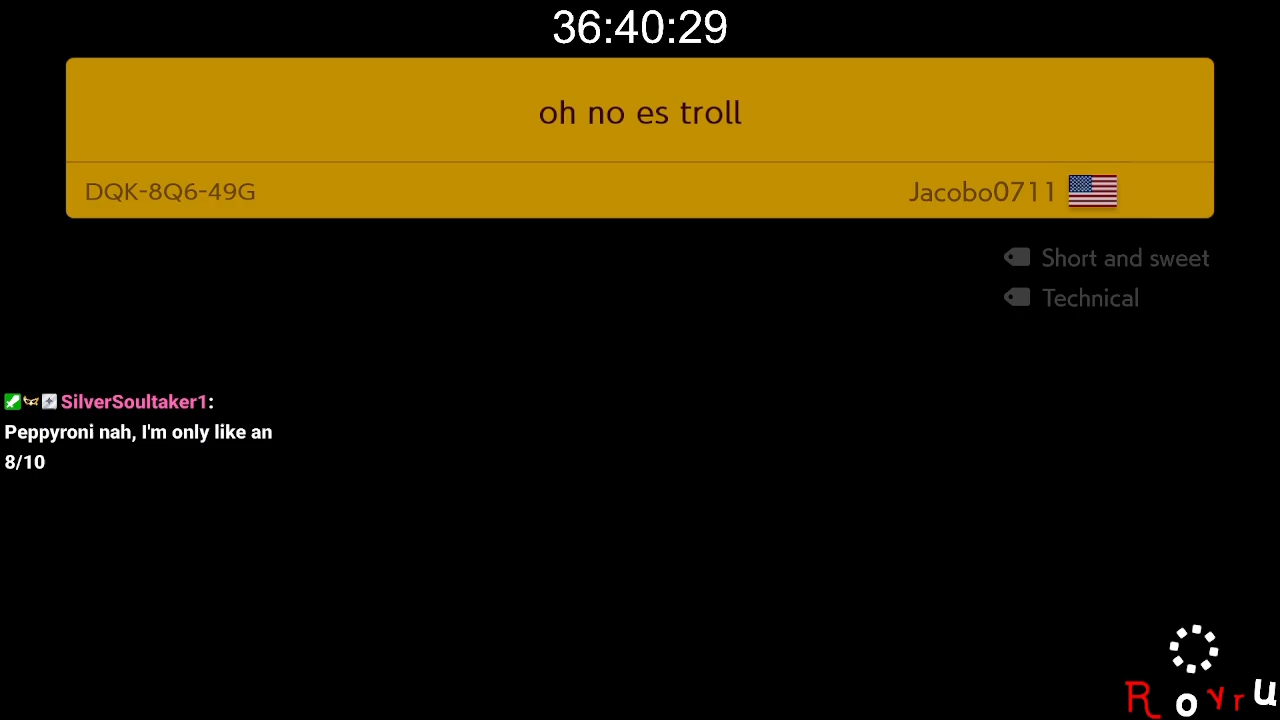 36:40:29
oh no es troll
DQK-8Q6-49G
Jacobo0711
Short and sweet
Technical
SilverSoultaker1:
Peppyroni nah, I'm only like an
8/10
Royru